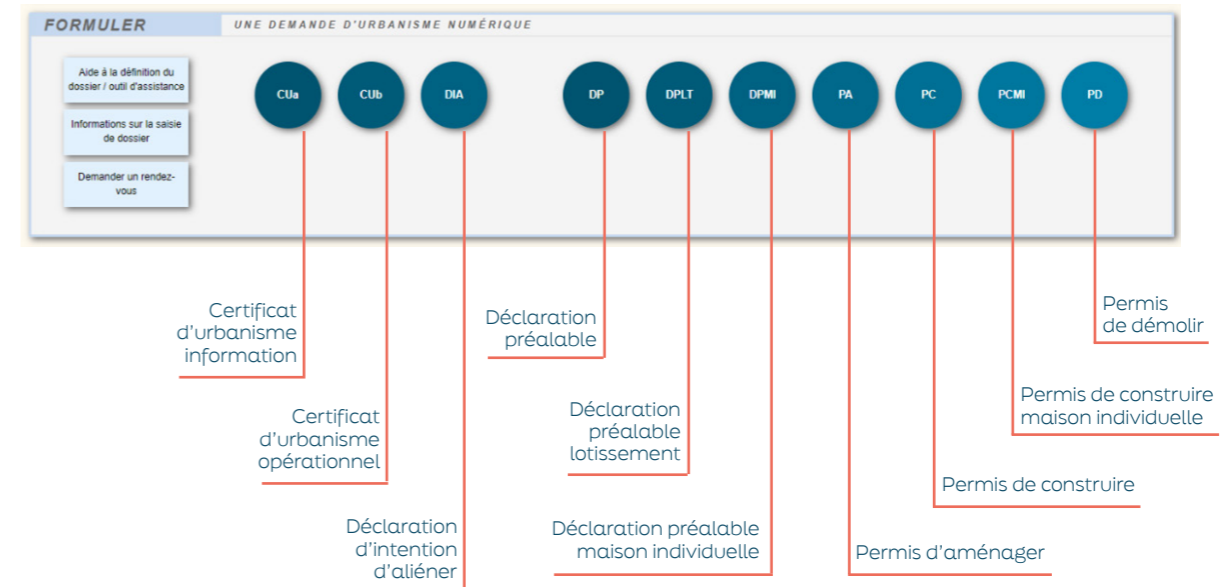 FORMULER
UNE DEMANDE D'URBANISME NUMÉRIQUE
Aide à la définition du
dossier / outil d'assistance
Informations sur la saisie
de dossier
Demander un rendez-
vous
CUa
CUb
DIA
DP
DPLT
DPMI
PA
PC
PCMI
PD
Certificat
d'urbanisme
information
Certificat
d'urbanisme
opérationnel
Déclaration
d'intention
d'aliéner
Déclaration
préalable
Déclaration
préalable
lotissement
Déclaration préalable
maison individuelle
Permis d'aménager
Permis de construire
Permis de construire
maison individuelle
Permis
de démolir